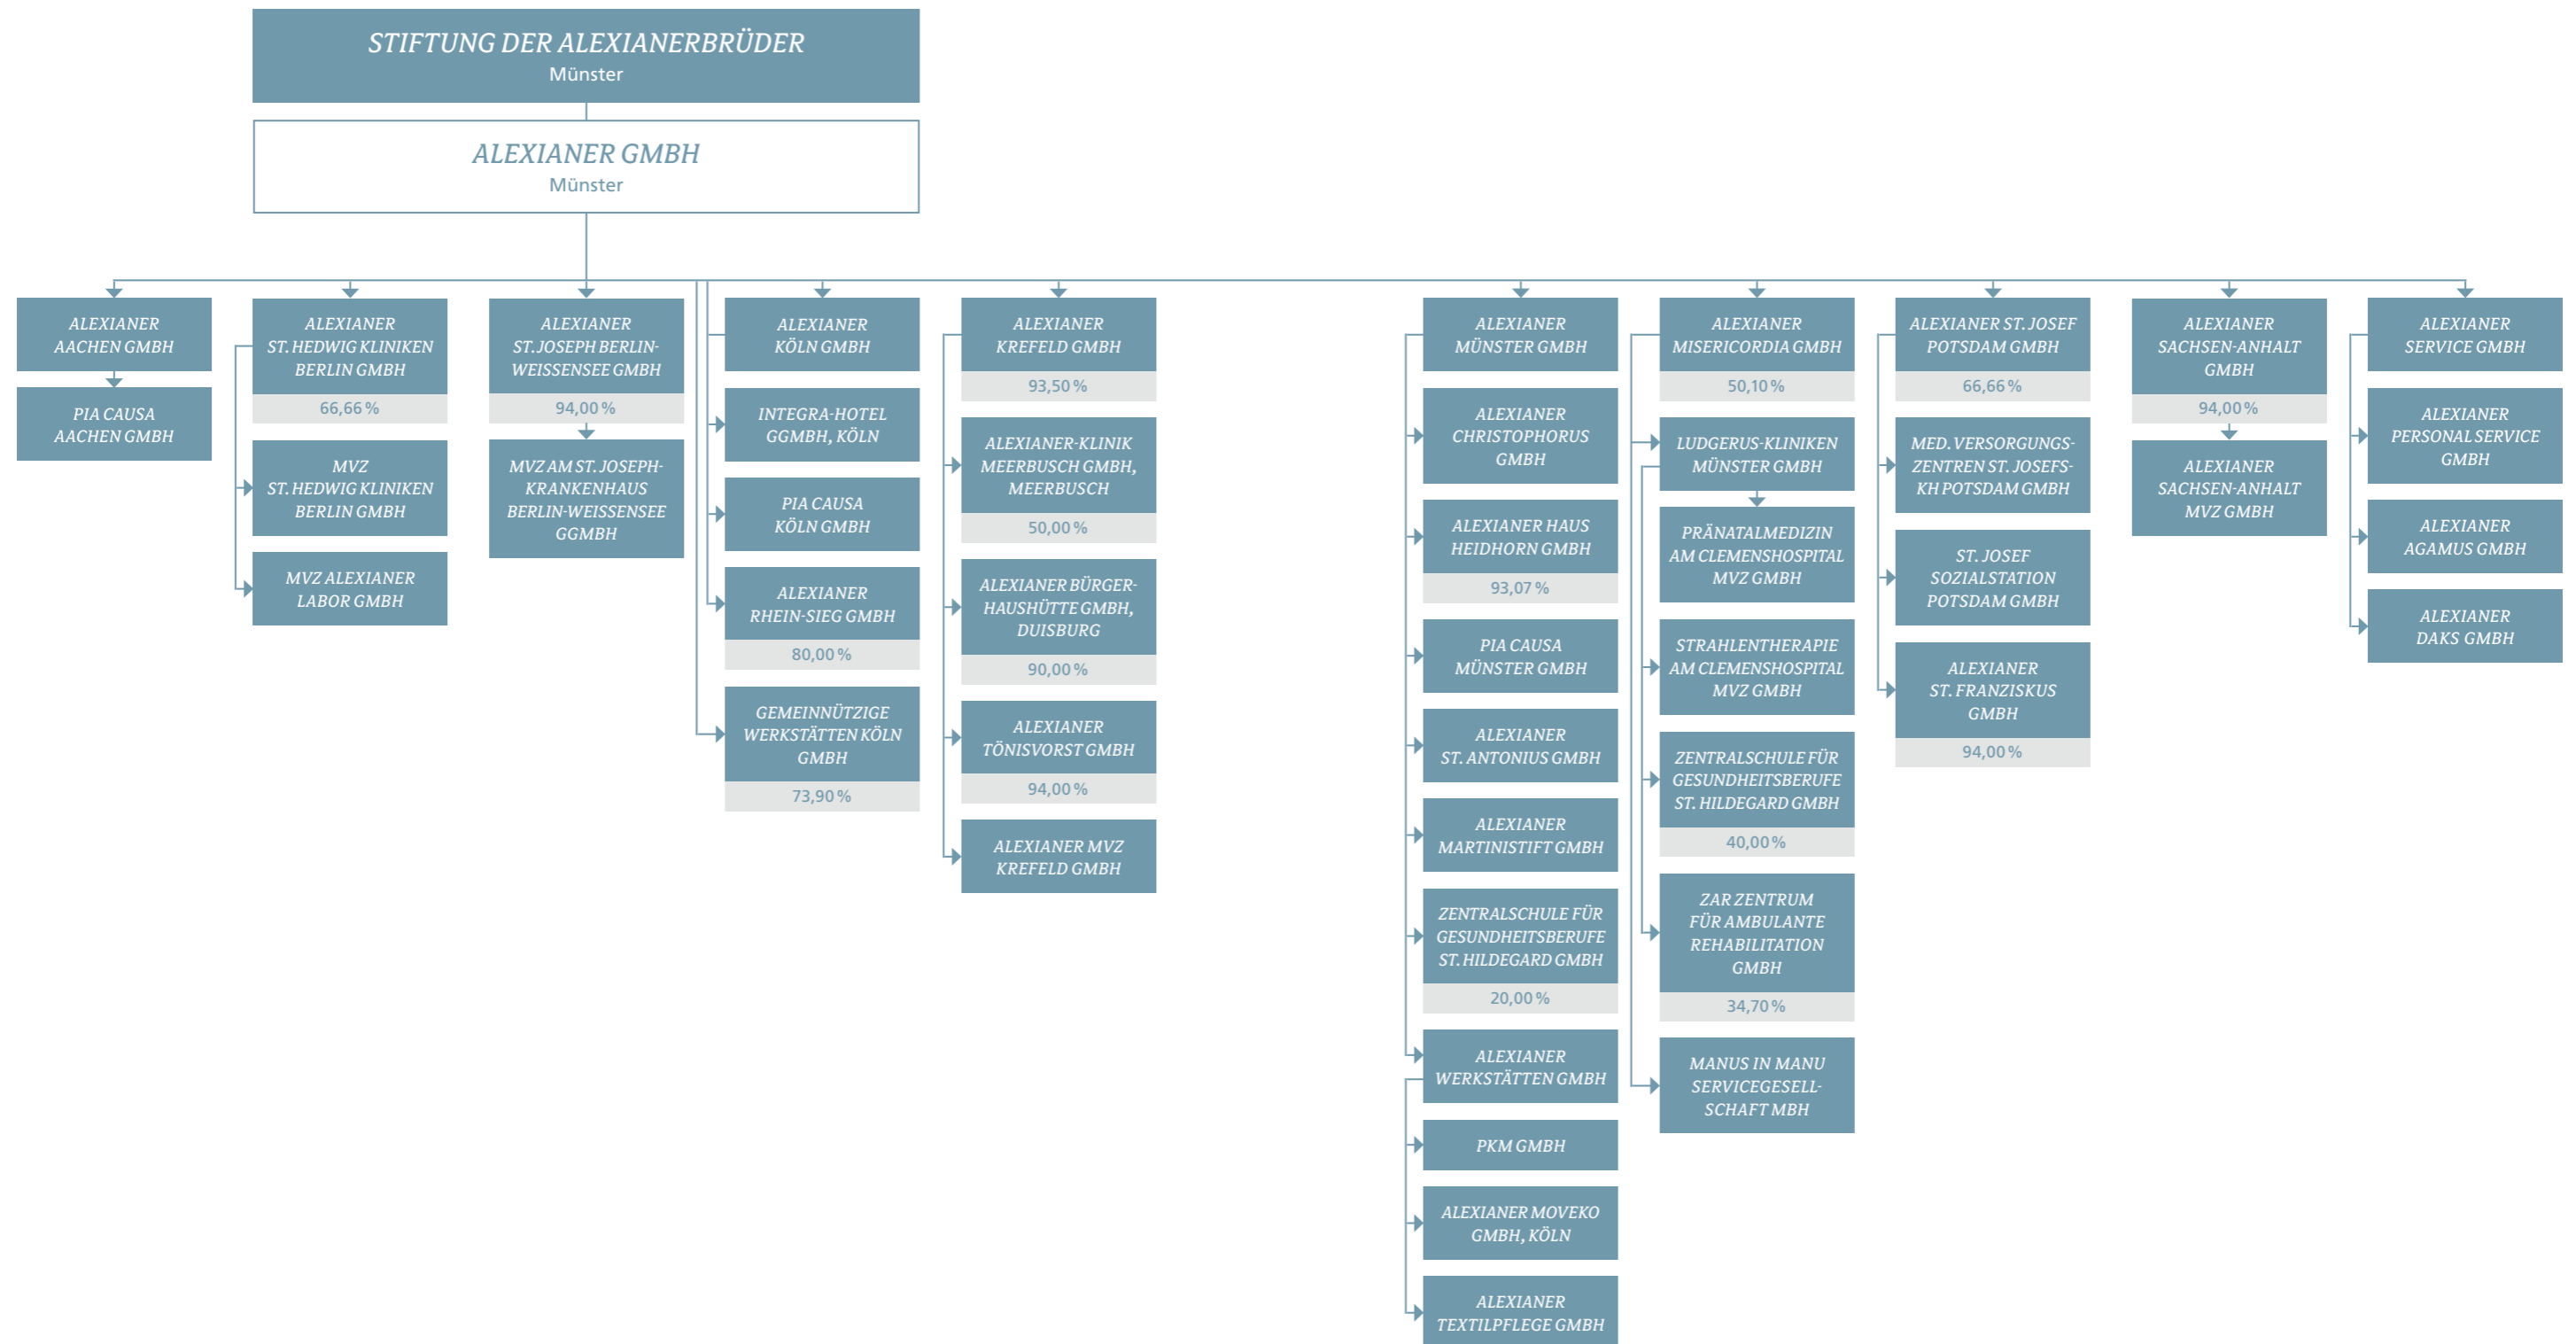 STIFTUNG DER ALEXIANERBRÜDER
Münster
ALEXIANER GMBH
Münster
ALEXIANER
AACHEN GMBH
PIA CAUSA
AACHEN GMBH
ALEXIANER
ST. HEDWIG KLINIKEN
BERLIN GMBH
66,66 %
MVZ
ST. HEDWIG KLINIKEN
BERLIN GMBH
MVZ ALEXIANER
LABOR GMBH
ALEXIANER
ST. JOSEPH BERLIN-
WEISSENSEE GMBH
94,00 %
MVZ AM ST. JOSEPH-
KRANKENHAUS
BERLIN-WEISSENSEE
GGMBH
ALEXIANER
KÖLN GMBH
INTEGRA-HOTEL
GGMBH, KÖLN
PIA CAUSA
KÖLN GMBH
ALEXIANER
RHEIN-SIEG GMBH
80,00 %
GEMEINNÜTZIGE
WERKSTÄTTEN KÖLN
GMBH
73,90 %
ALEXIANER
KREFELD GMBH
93,50 %
ALEXIANER-KLINIK
MEERBUSCH GMBH,
MEERBUSCH
50,00 %
ALEXIANER BÜRGER-
HAUSHÜTTE GMBH,
DUISBURG
90,00 %
ALEXIANER
TÖNISVORST GMBH
94,00 %
ALEXIANER MVZ
KREFELD GMBH
ALEXIANER
MÜNSTER GMBH
ALEXIANER
CHRISTOPHORUS
GMBH
ALEXIANER HAUS
HEIDHORN GMBH
93,07 %
PIA CAUSA
MÜNSTER GMBH
ALEXIANER
ST. ANTONIUS GMBH
ALEXIANER
MARTINISTIFT GMBH
ZENTRALSCHULE FÜR
GESUNDHEITSBERUFE
ST. HILDEGARD GMBH
20,00 %
ALEXIANER
WERKSTÄTTEN GMBH
PKM GMBH
ALEXIANER MOVEKO
GMBH, KÖLN
ALEXIANER
TEXTILPFLEGE GMBH
ALEXIANER
MISERICORDIA GMBH
50,10 %
LUDGERUS-KLINIKEN
MÜNSTER GMBH
PRÄNATALMEDIZIN
AM CLEMENSHOSPITAL
MVZ GMBH
STRAHLENTHERAPIE
AM CLEMENSHOSPITAL
MVZ GMBH
ZENTRALSCHULE FÜR
GESUNDHEITSBERUFE
ST. HILDEGARD GMBH
40,00 %
ZAR ZENTRUM
FÜR AMBULANTE
REHABILITATION
GMBH
34,70 %
MANUS IN MANU
SERVICEGESELL-
SCHAFT MBH
ALEXIANER ST. JOSEF
POTSDAM GMBH
66,66 %
MED. VERSORGUNGS-
ZENTREN ST. JOSEFS-
KH POTSDAM GMBH
ST. JOSEF
SOZIALSTATION
POTSDAM GMBH
ALEXIANER
ST. FRANZISKUS
GMBH
94,00 %
ALEXIANER
SACHSEN-ANHALT
GMBH
94,00 %
ALEXIANER
SACHSEN-ANHALT
MVZ GMBH
ALEXIANER
SERVICE GMBH
ALEXIANER
PERSONAL SERVICE
GMBH
ALEXIANER
AGAMUS GMBH
ALEXIANER
DAKS GMBH